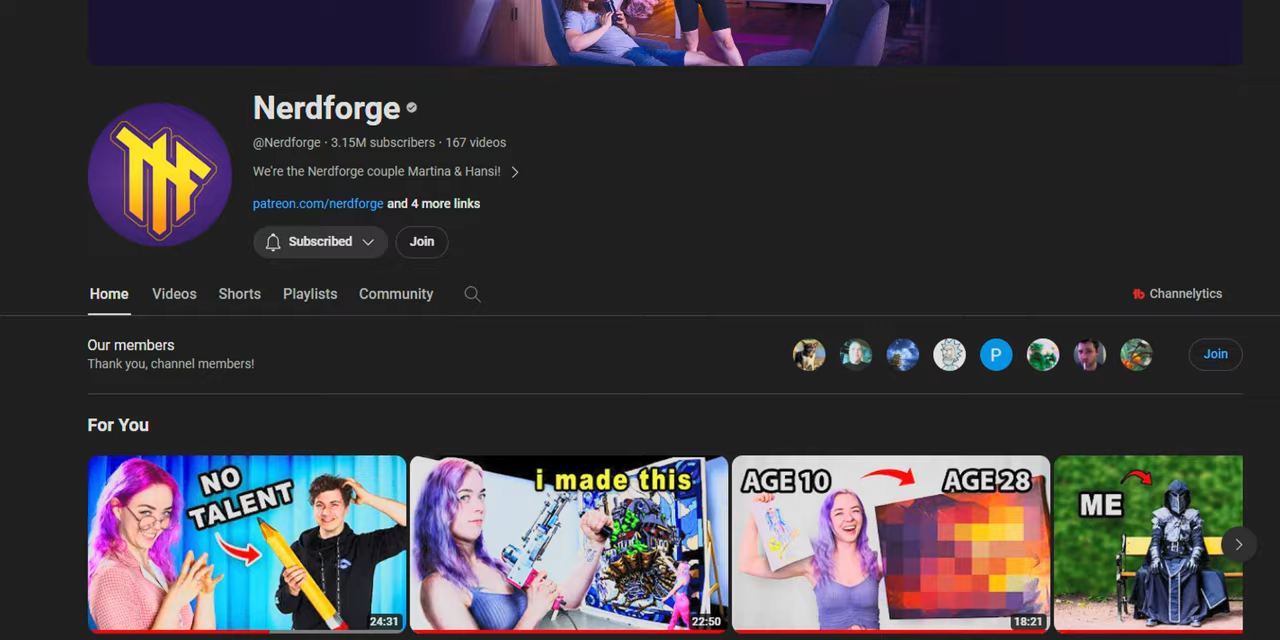 Nerdforge
@Nerdforge · 3.15M subscribers · 167 videos
We're the Nerdforge couple Martina & Hansi!
patreon.com/nerdforge and 4 more links
Subscribed
Join
Home
Videos
Shorts
Playlists
Community
Channelytics
Our members
Thank you, channel members!
P
Join
For You
NO
TALENT
24:31
i made this
22:50
AGE 10
AGE 28
18:21
ME